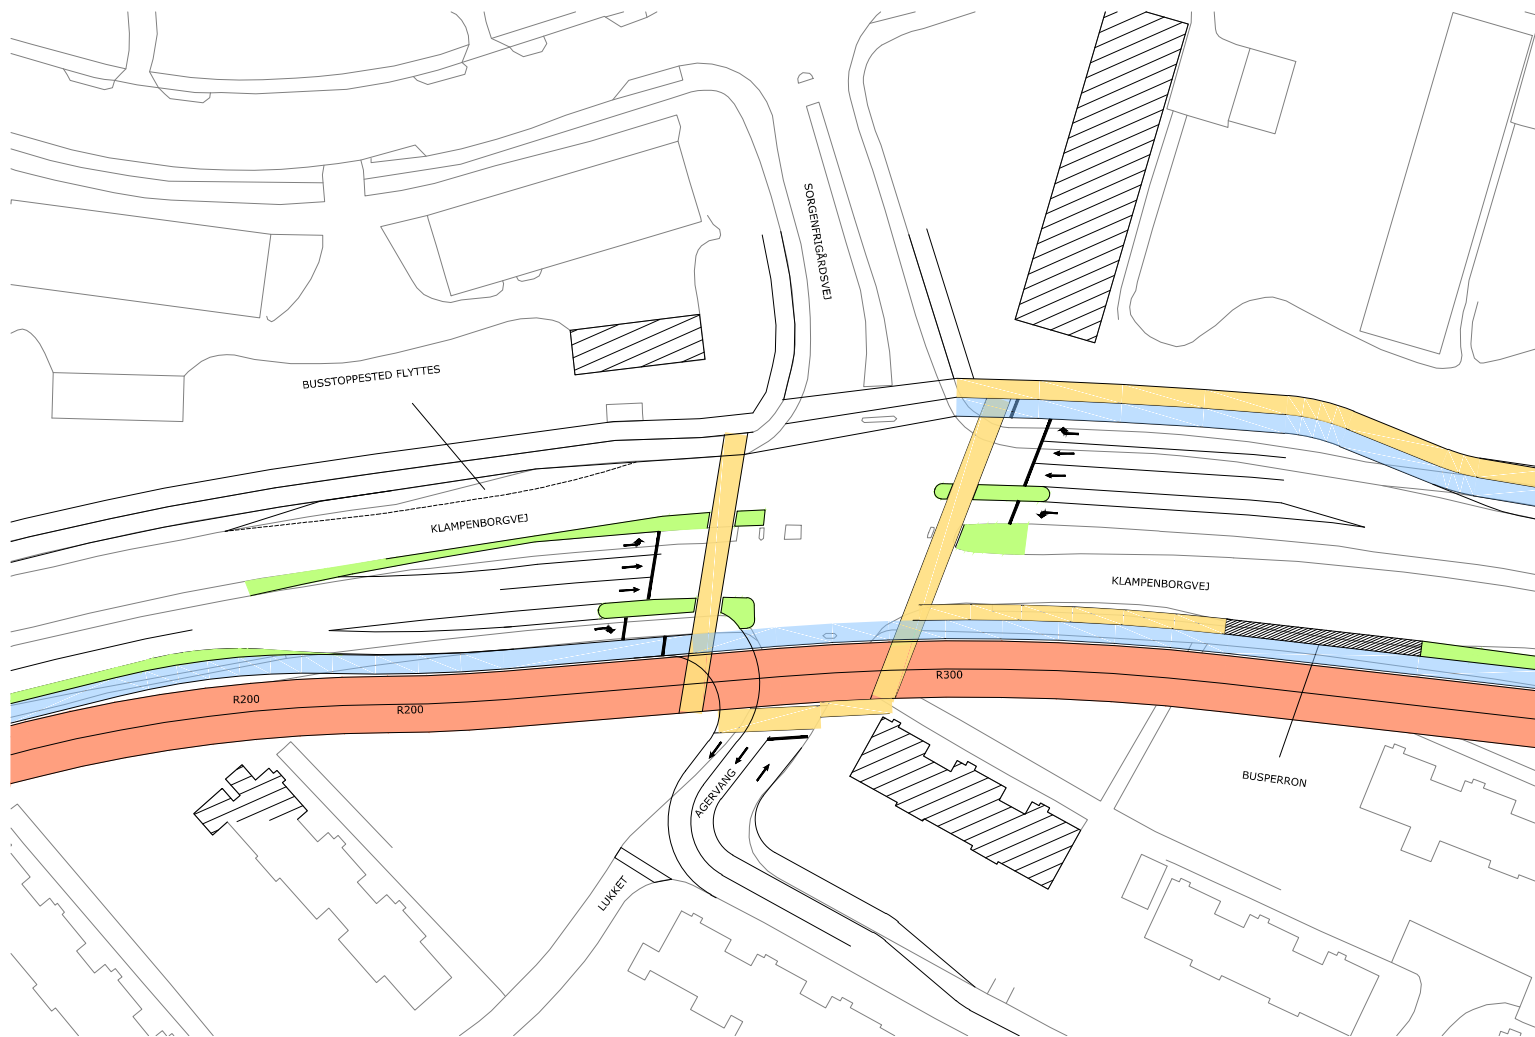 SORGENFRIGÅRDSVEJ
BUSSTOPPESTED FLYTTES
KLAMPENBORGVEJ
KLAMPENBORGVEJ
R300
R200
R200
BUSPERRON
AGERVANG
LUKKET